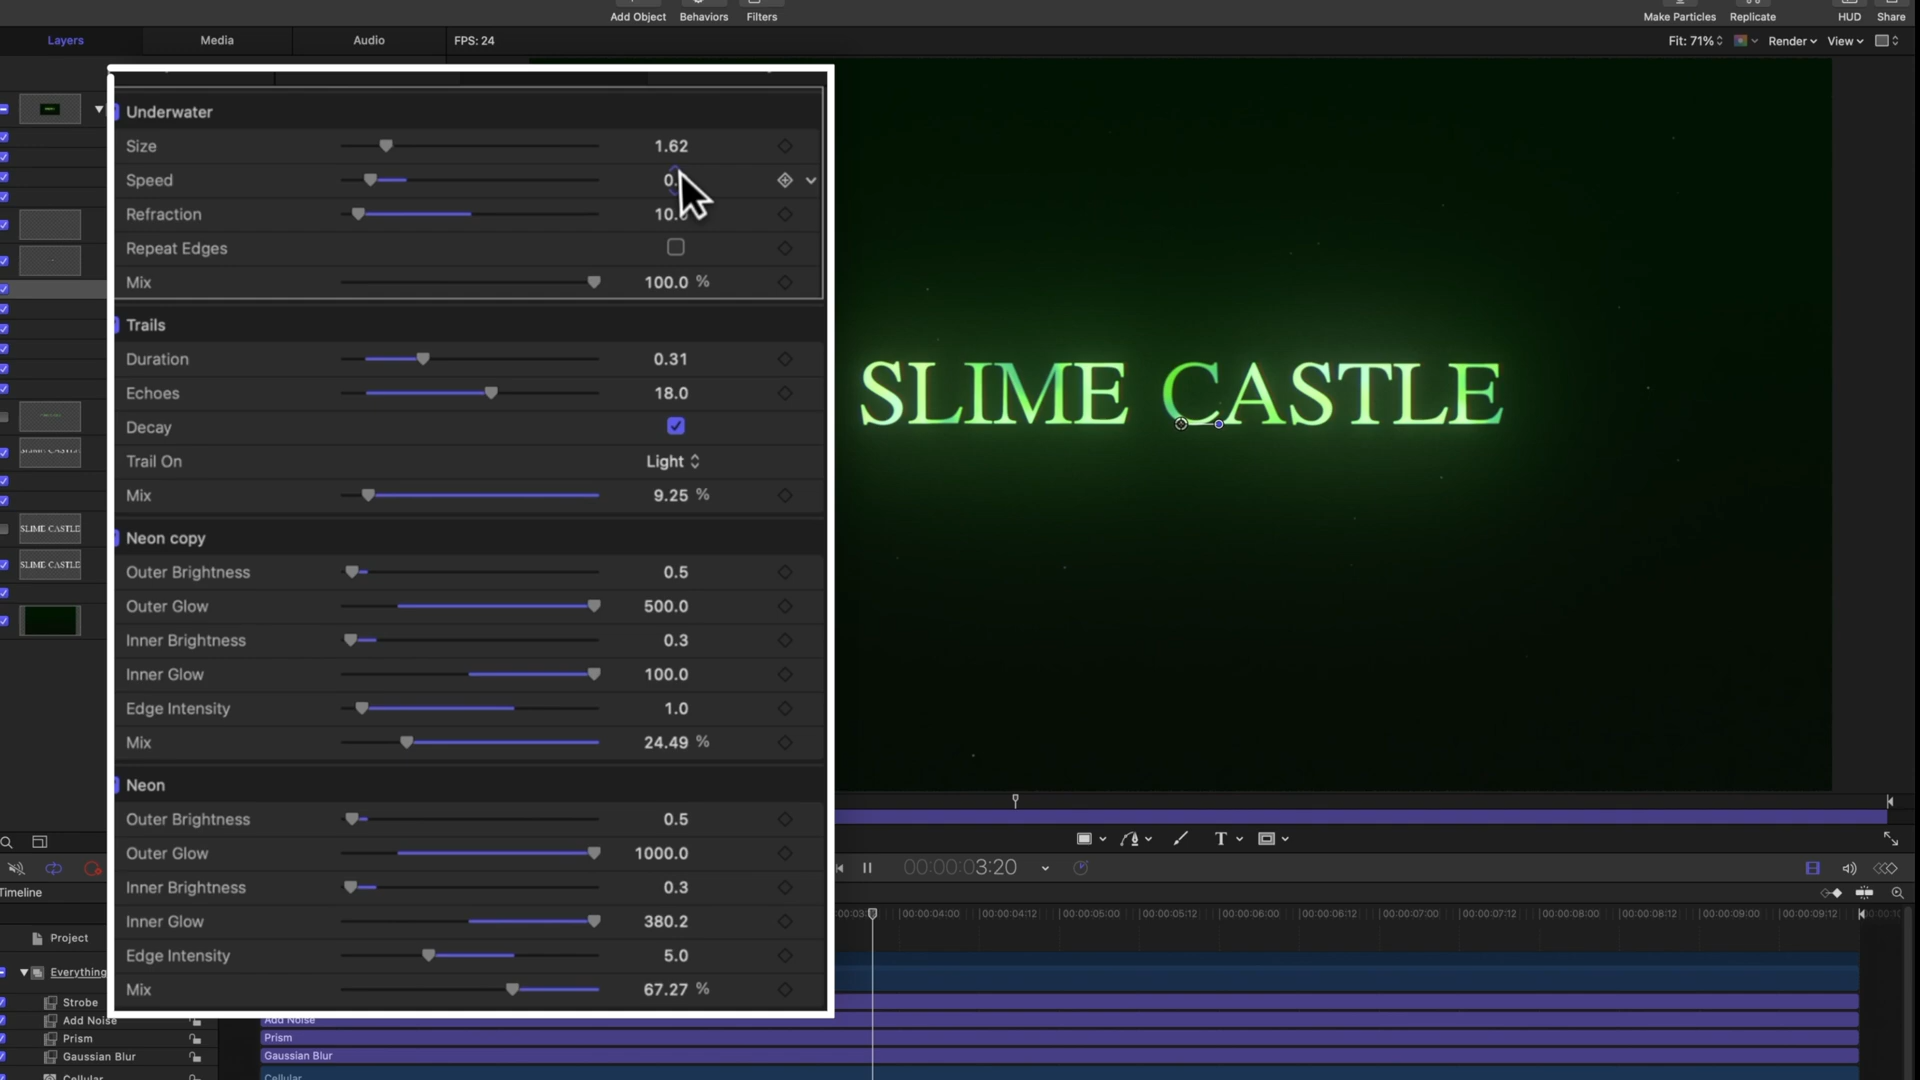 Add Object Behaviors Filters Make Particles Replicate HUD Share
Layers Media Audio FPS: 24 Fit: 71% Render View
Underwater
Size 1.62
Speed
Refraction
Repeat Edges
Mix 100.0 %
Trails
Duration 0.31
Echoes 18.0
Decay
Trail On Light
Mix 9.25 %
Neon copy
Outer Brightness 0.5
Outer Glow 500.0
Inner Brightness 0.3
Inner Glow 100.0
Edge Intensity 1.0
Mix 24.49 %
Neon
Outer Brightness 0.5
Outer Glow 1000.0
Inner Brightness 0.3
Inner Glow 380.2
Edge Intensity 5.0
Mix 67.27 %
SLIME CASTLE
SLIME CASTLE
SLIME CASTLE
T
00:00:03:20
Timeline
00:00:04:00 00:00:04:12 00:00:05:00 00:00:05:12 00:00:06:00 00:00:06:12 00:00:07:00 00:00:07:12 00:00:08:00 00:00:08:12 00:00:09:00 00:00:09:12
Project
Everything
Strobe
Add Noise Add Noise
Prism Prism
Gaussian Blur Gaussian Blur
Cellular Cellular